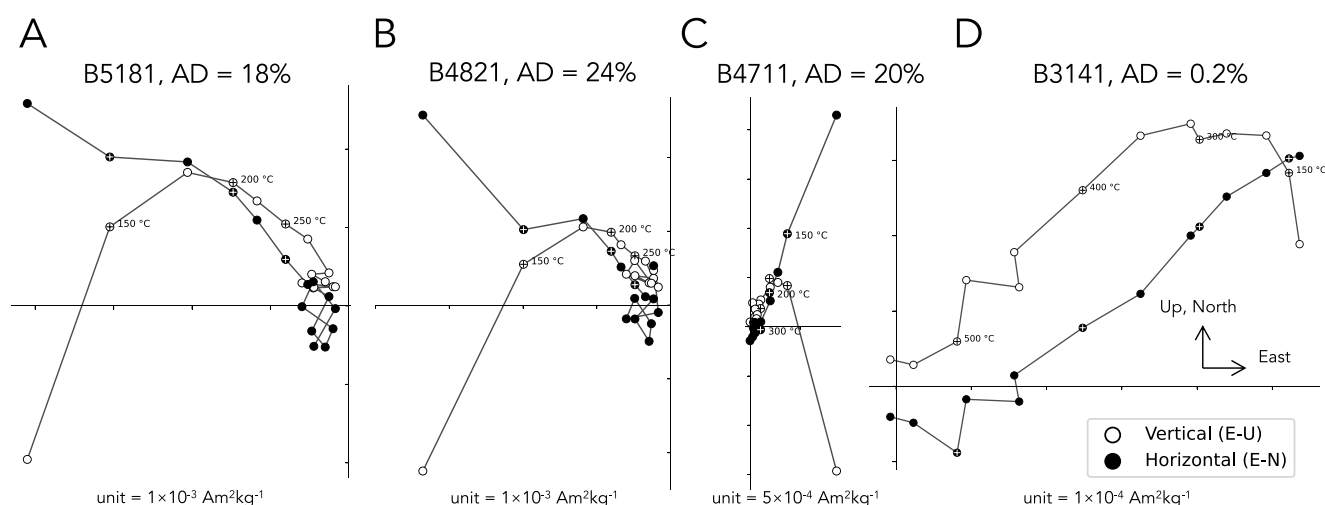 A
B5181, AD = 18%
200 °C
150 °C
250 °C
unit = 1×10⁻³ Am²kg⁻¹
B
B4821, AD = 24%
200 °C
250 °C
150 °C
unit = 1×10⁻³ Am²kg⁻¹
C
B4711, AD = 20%
150 °C
200 °C
300 °C
unit = 5×10⁻⁴ Am²kg⁻¹
D
B3141, AD = 0.2%
300 °C
150 °C
400 °C
500 °C
Up, North
East
Vertical (E-U)
Horizontal (E-N)
unit = 1×10⁻⁴ Am²kg⁻¹